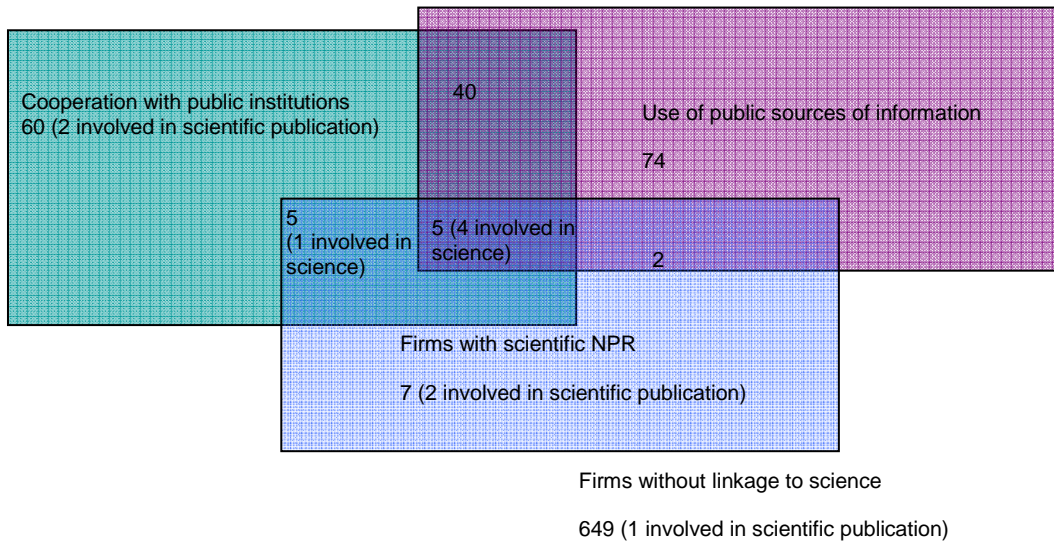 Cooperation with public institutions
60 (2 involved in scientific publication)
40
Use of public sources of information
74
5
(1 involved in
science)
5 (4 involved in
science)
2
Firms with scientific NPR
7 (2 involved in scientific publication)
Firms without linkage to science
649 (1 involved in scientific publication)